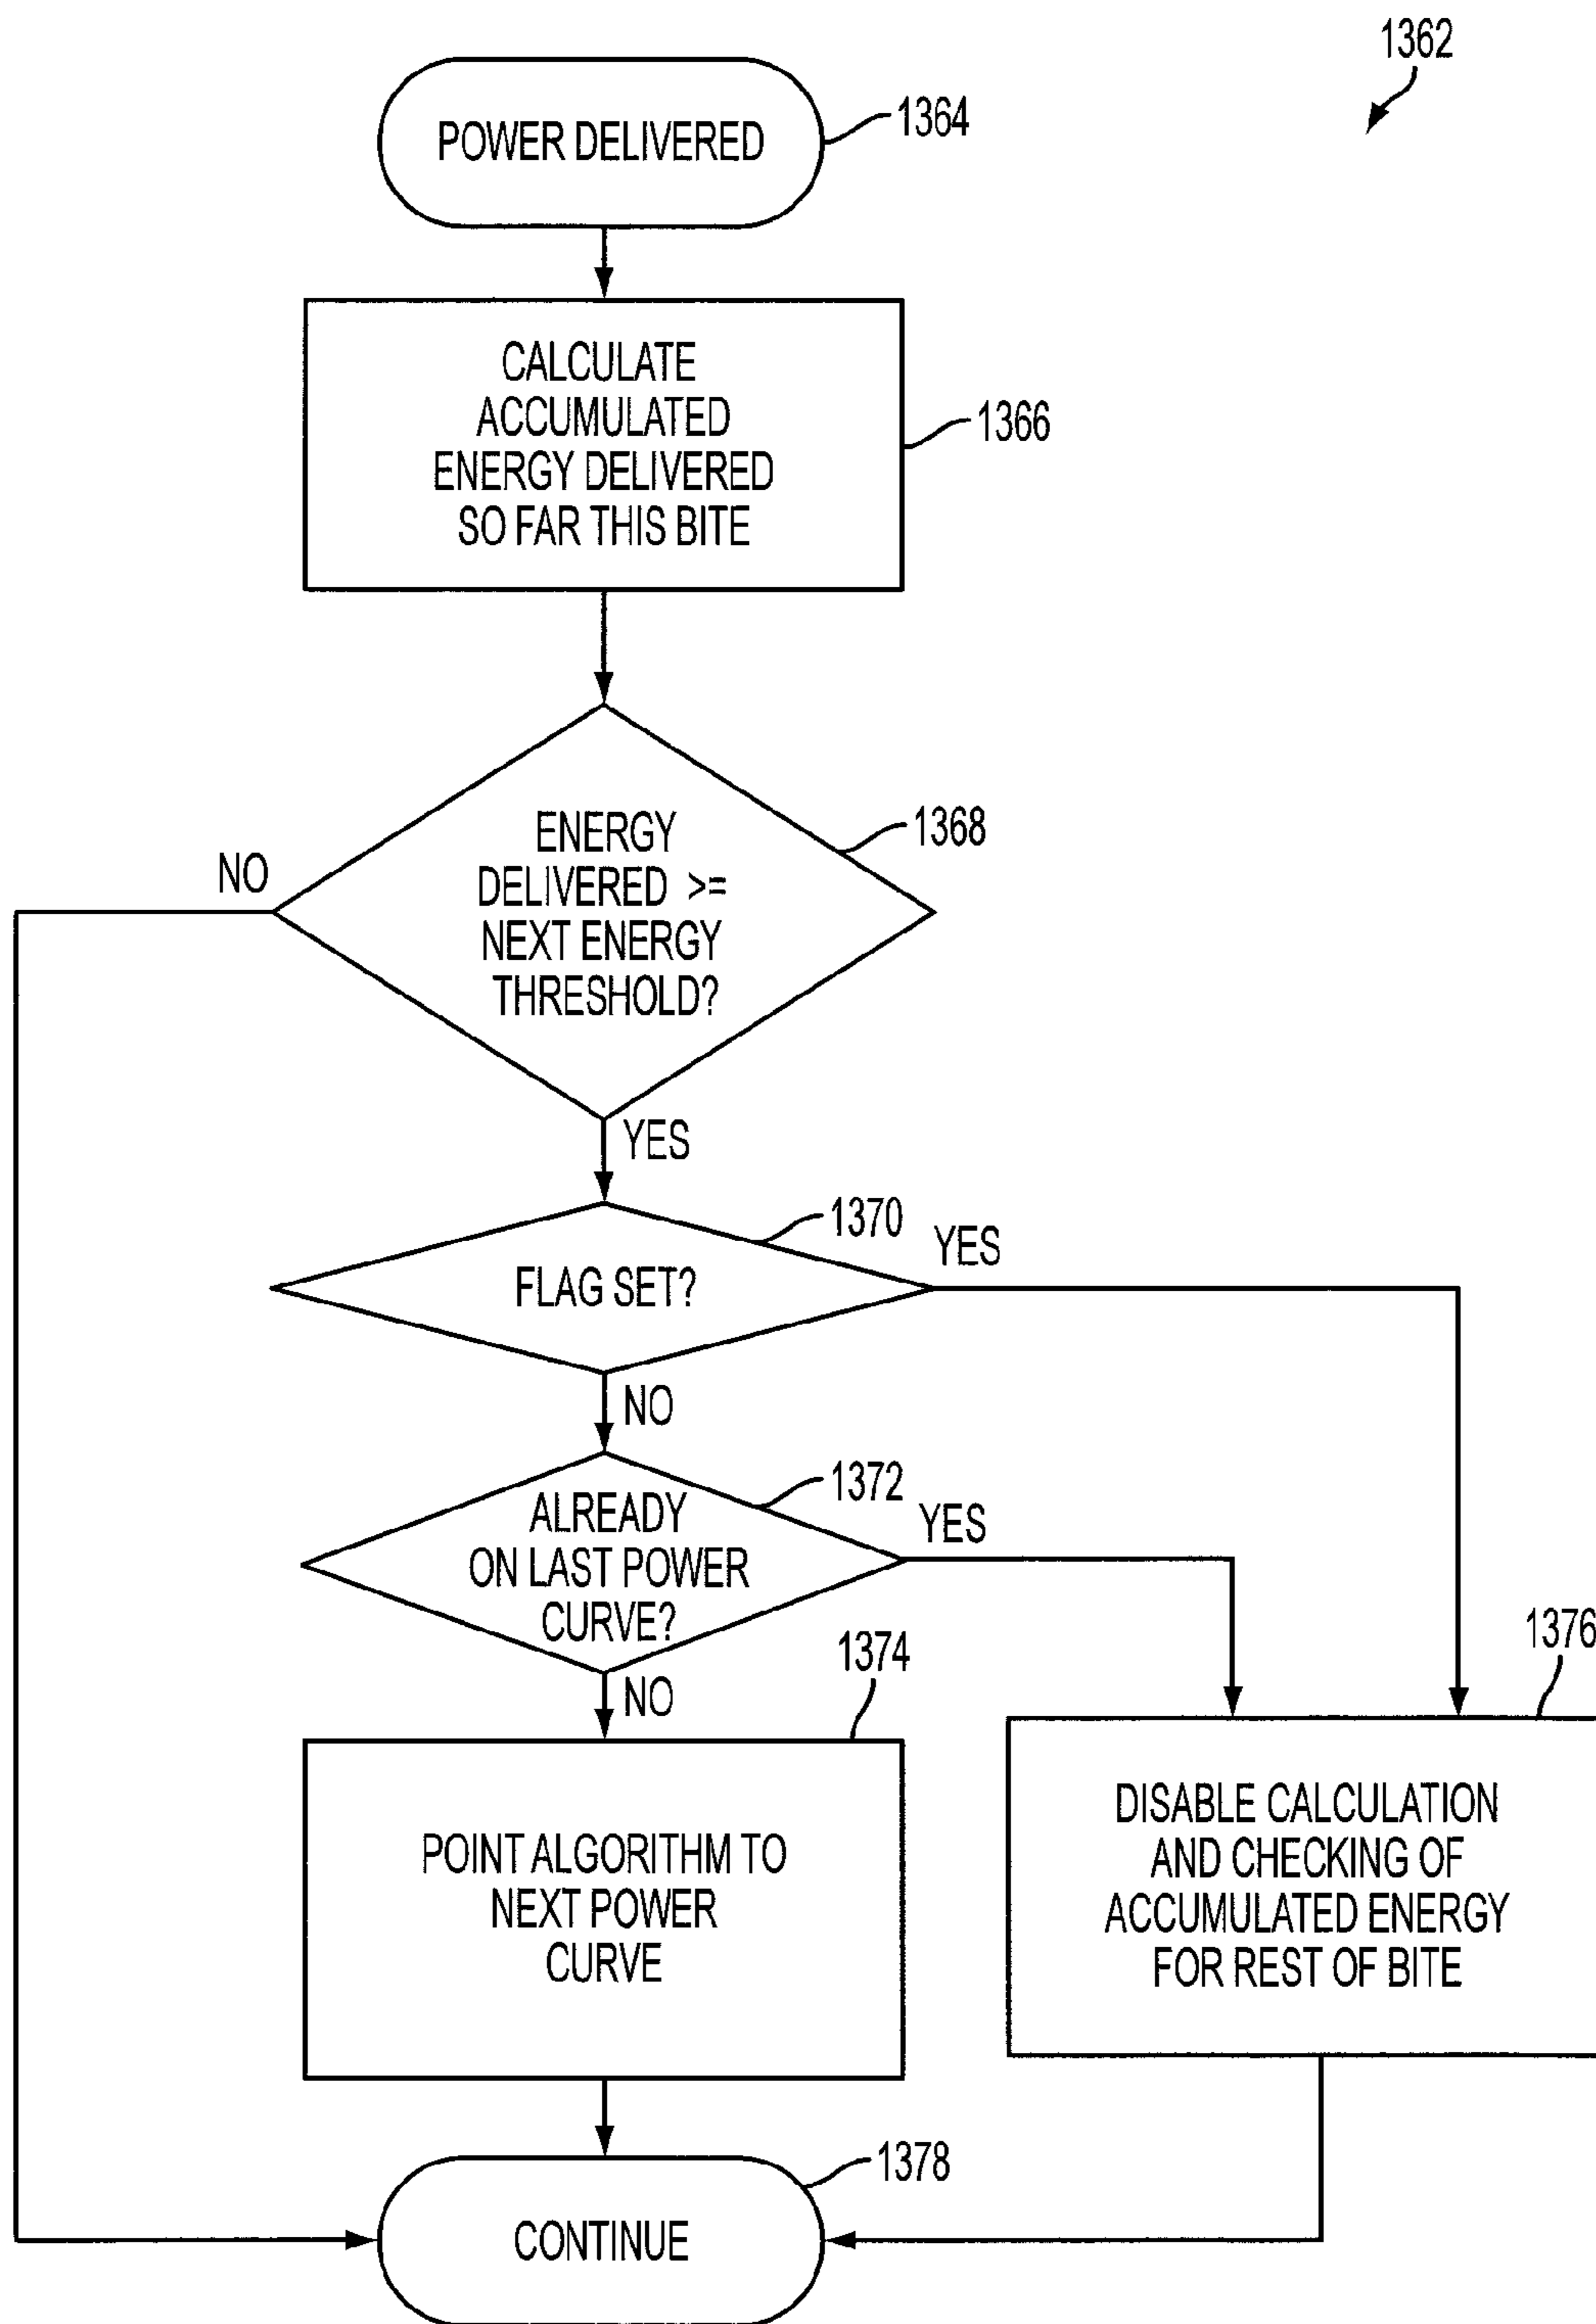 1362
POWER DELIVERED
1364
CALCULATE
ACCUMULATED
ENERGY DELIVERED
SO FAR THIS BITE
1366
ENERGY
DELIVERED >=
NEXT ENERGY
THRESHOLD?
1368
NO
YES
FLAG SET?
1370
YES
NO
ALREADY
ON LAST POWER
CURVE?
1372
YES
NO
1374
POINT ALGORITHM TO
NEXT POWER
CURVE
1376
DISABLE CALCULATION
AND CHECKING OF
ACCUMULATED ENERGY
FOR REST OF BITE
CONTINUE
1378